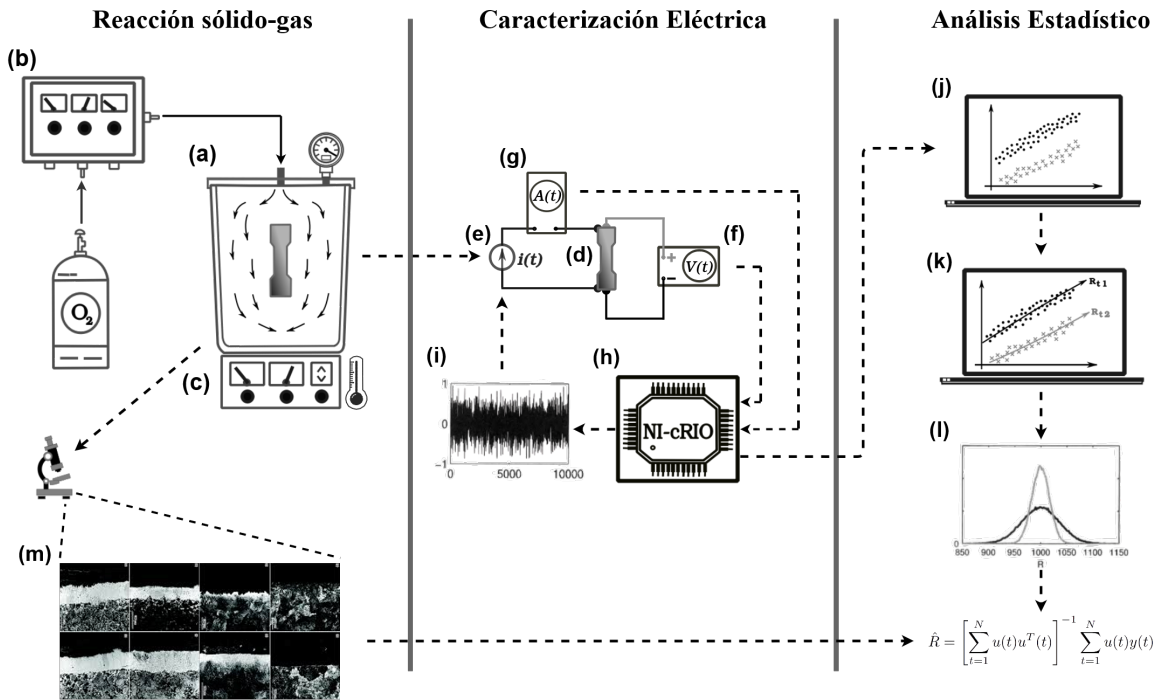 Reacción sólido-gas
Caracterización Eléctrica
Análisis Estadístico
(b)
(a)
O2
(c)
(m)
(g)
A(t)
(e)
i(t)
(d)
(f)
+
V(t)
−
(i)
1
0
−1
0 5000 10000
(h)
NI-cRIO
(j)
(k)
Rt1
Rt2
(l)
0
850 900 950 1000 1050 1100 1150
R
R̂ = [∑_{t=1}^{N} u(t)u^T(t)]^{-1} ∑_{t=1}^{N} u(t)y(t)